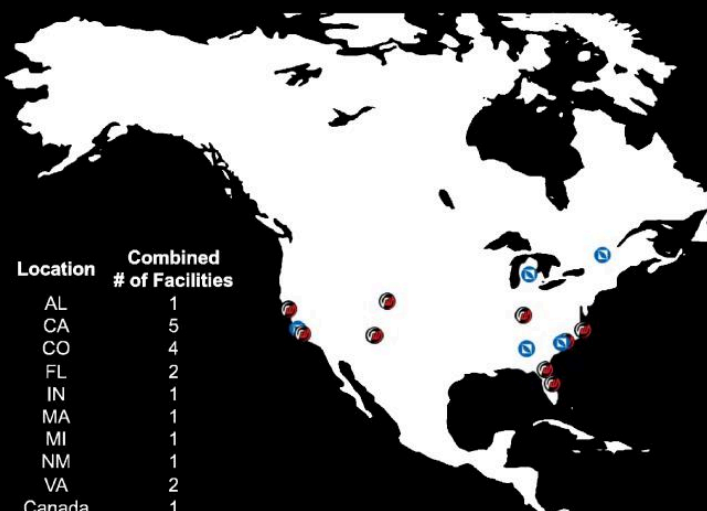 Location Combined # of Facilities
AL 1
CA 5
CO 4
FL 2
IN 1
MA 1
MI 1
NM 1
VA 2
Canada 1